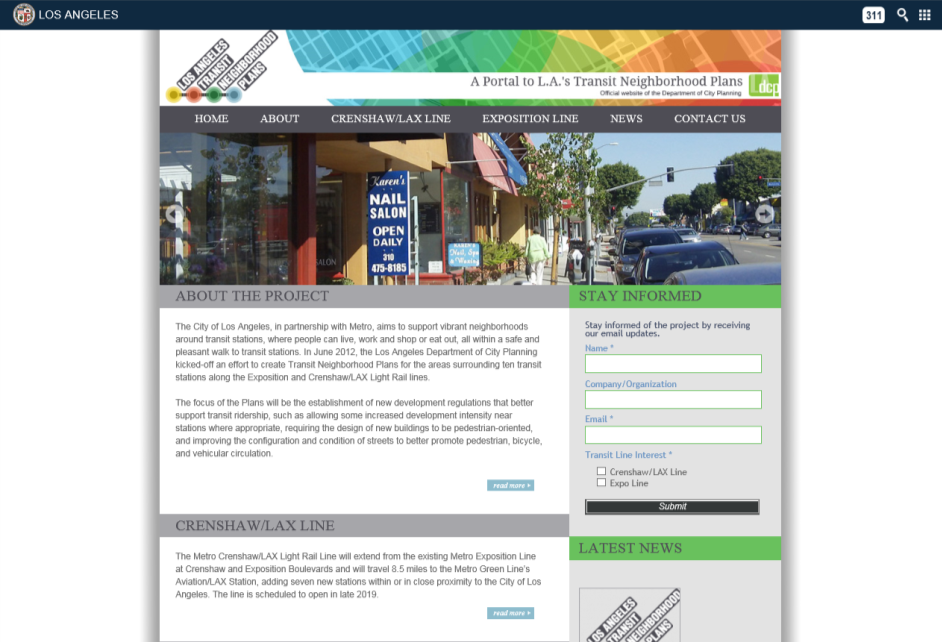 LOS ANGELES
311
LOS ANGELES
TRANSIT
NEIGHBORHOOD
PLANS
A Portal to L.A.'s Transit Neighborhood Plans
Official website of the Department of City Planning
dcp
HOME ABOUT CRENSHAW/LAX LINE EXPOSITION LINE NEWS CONTACT US
Karen's
NAIL
SALON
OPEN
DAILY
310
475-8185
SALON
ABOUT THE PROJECT
The City of Los Angeles, in partnership with Metro, aims to support vibrant neighborhoods
around transit stations, where people can live, work and shop or eat out, all within a safe and
pleasant walk to transit stations. In June 2012, the Los Angeles Department of City Planning
kicked-off an effort to create Transit Neighborhood Plans for the areas surrounding ten transit
stations along the Exposition and Crenshaw/LAX Light Rail lines.
The focus of the Plans will be the establishment of new development regulations that better
support transit ridership, such as allowing some increased development intensity near
stations where appropriate, requiring the design of new buildings to be pedestrian-oriented,
and improving the configuration and condition of streets to better promote pedestrian, bicycle,
and vehicular circulation.
read more
CRENSHAW/LAX LINE
The Metro Crenshaw/LAX Light Rail Line will extend from the existing Metro Exposition Line
at Crenshaw and Exposition Boulevards and will travel 8.5 miles to the Metro Green Line's
Aviation/LAX Station, adding seven new stations within or in close proximity to the City of Los
Angeles. The line is scheduled to open in late 2019.
read more
STAY INFORMED
Stay informed of the project by receiving
our email updates.
Name *
Company/Organization
Email *
Transit Line Interest *
Crenshaw/LAX Line
Expo Line
Submit
LATEST NEWS
LOS ANGELES
TRANSIT
NEIGHBORHOOD
PLANS